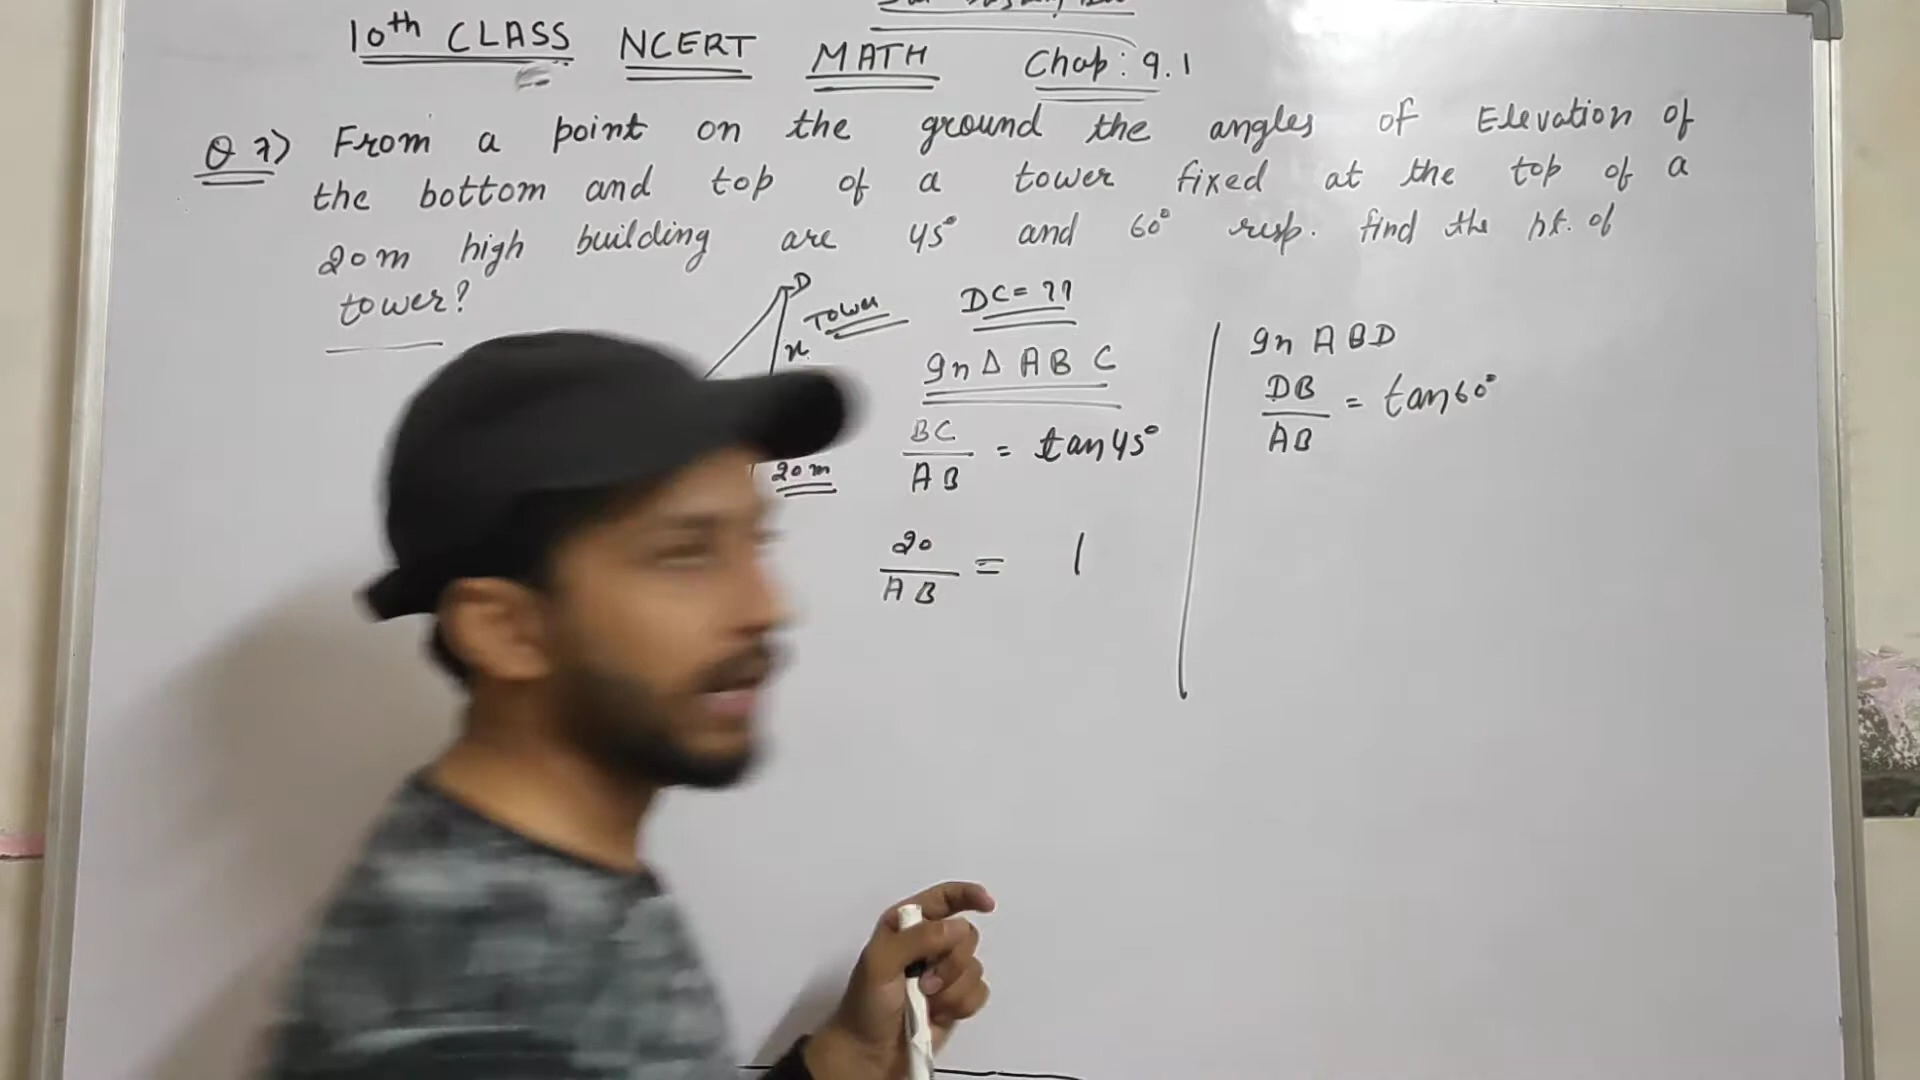 10th CLASS NCERT MATH Chap: 9.1
Q 7) From a point on the ground the angles of Elevation of
the bottom and top of a tower fixed at the top of a
20m high building are 45° and 60° resp. find the ht. of
tower?
D
Tower
x
20 m
DC = ??
In Δ ABC
BC/AB = tan45°
20/AB = 1
In ABD
DB/AB = tan60°